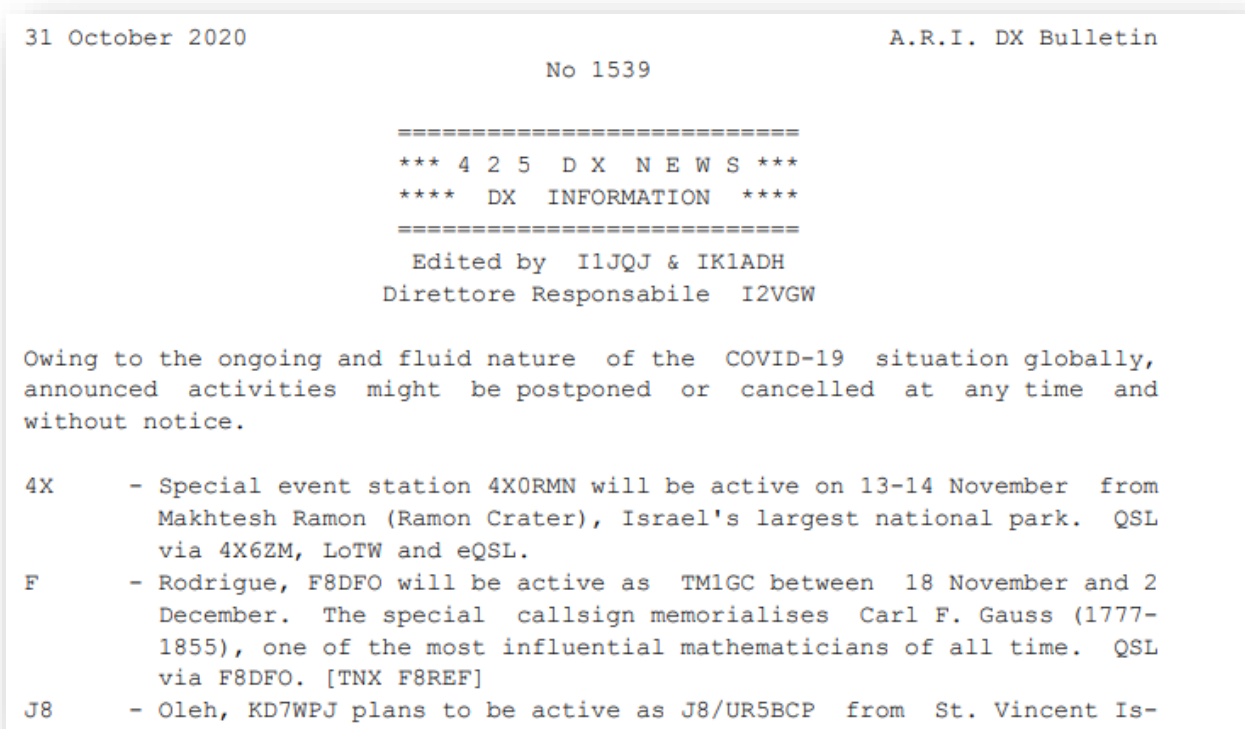 31 October 2020 A.R.I. DX Bulletin
No 1539
===========================
*** 4 2 5 D X N E W S ***
**** DX INFORMATION ****
===========================
Edited by I1JQJ & IK1ADH
Direttore Responsabile I2VGW
Owing to the ongoing and fluid nature of the COVID-19 situation globally,
announced activities might be postponed or cancelled at any time and
without notice.
4X - Special event station 4X0RMN will be active on 13-14 November from
Makhtesh Ramon (Ramon Crater), Israel's largest national park. QSL
via 4X6ZM, LoTW and eQSL.
F - Rodrigue, F8DFO will be active as TM1GC between 18 November and 2
December. The special callsign memorialises Carl F. Gauss (1777-
1855), one of the most influential mathematicians of all time. QSL
via F8DFO. [TNX F8REF]
J8 - Oleh, KD7WPJ plans to be active as J8/UR5BCP from St. Vincent Is-